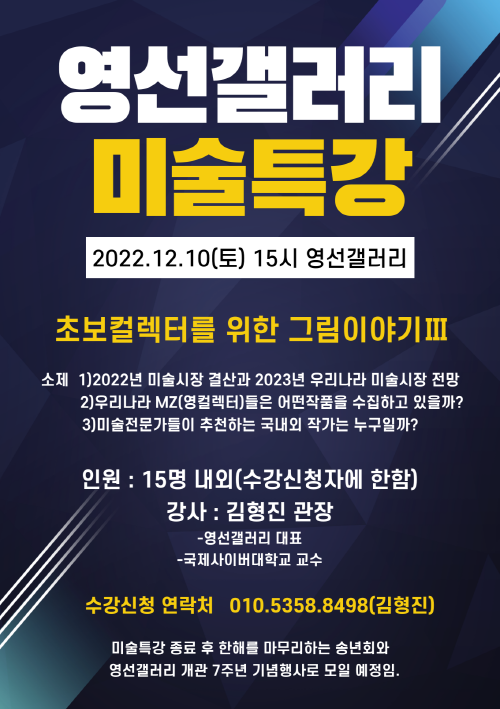 영선갤러리
미술특강
2022.12.10(토) 15시 영선갤러리
초보컬렉터를 위한 그림이야기Ⅲ
소제 1)2022년 미술시장 결산과 2023년 우리나라 미술시장 전망
2)우리나라 MZ(영컬렉터)들은 어떤작품을 수집하고 있을까?
3)미술전문가들이 추천하는 국내외 작가는 누구일까?
인원 : 15명 내외(수강신청자에 한함)
강사 : 김형진 관장
-영선갤러리 대표
-국제사이버대학교 교수
수강신청 연락처 010.5358.8498(김형진)
미술특강 종료 후 한해를 마무리하는 송년회와
영선갤러리 개관 7주년 기념행사로 모일 예정임.